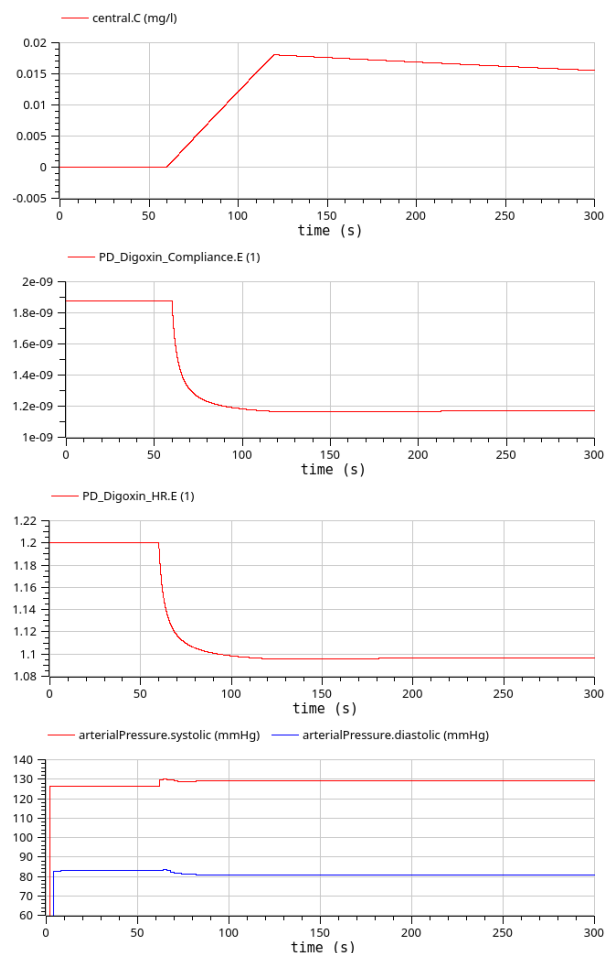 central.C (mg/l)
0.02
0.015
0.01
0.005
0
-0.005
0 50 100 150 200 250 300
time (s)
PD_Digoxin_Compliance.E (1)
2e-09
1.8e-09
1.6e-09
1.4e-09
1.2e-09
1e-09
0 50 100 150 200 250 300
time (s)
PD_Digoxin_HR.E (1)
1.22
1.2
1.18
1.16
1.14
1.12
1.1
1.08
0 50 100 150 200 250 300
time (s)
arterialPressure.systolic (mmHg) arterialPressure.diastolic (mmHg)
140
130
120
110
100
90
80
70
60
0 50 100 150 200 250 300
time (s)